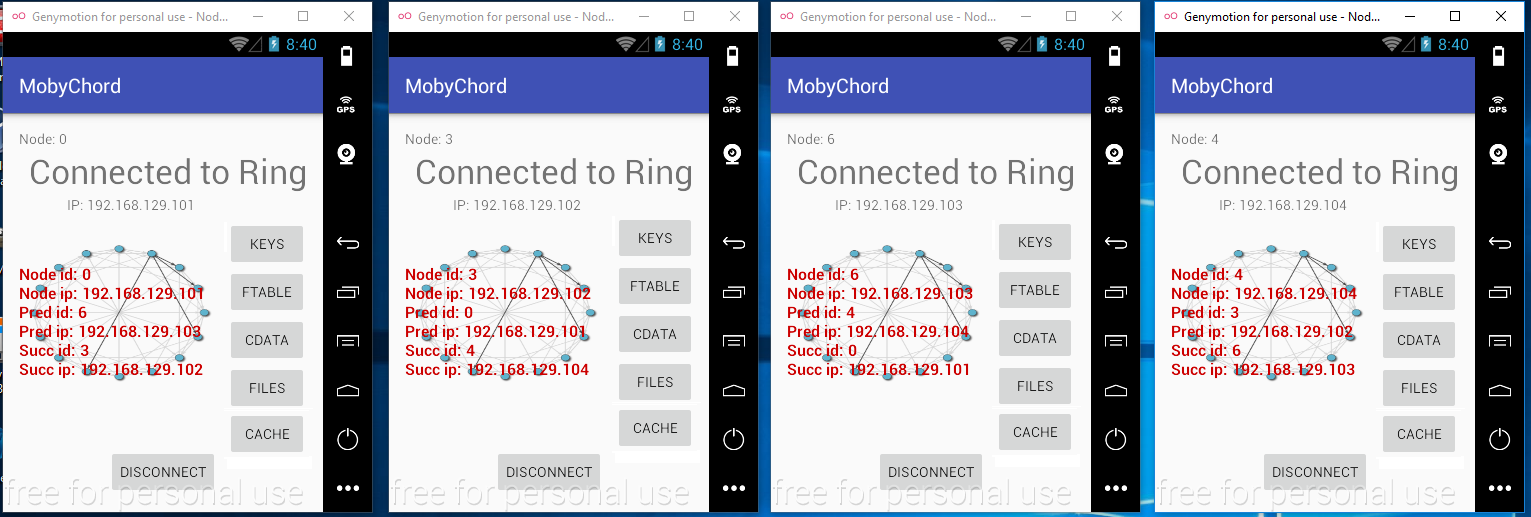 Genymotion for personal use - Nod...
8:40
GPS
MobyChord
Node: 0
Connected to Ring
IP: 192.168.129.101
KEYS
Node id: 0
Node ip: 192.168.129.101
FTABLE
Pred id: 6
Pred ip: 192.168.129.103
CDATA
Succ id: 3
Succ ip: 192.168.129.102
FILES
CACHE
DISCONNECT
free for personal use
Genymotion for personal use - Nod...
8:40
GPS
MobyChord
Node: 3
Connected to Ring
IP: 192.168.129.102
KEYS
Node id: 3
Node ip: 192.168.129.102
FTABLE
Pred id: 0
Pred ip: 192.168.129.101
CDATA
Succ id: 4
Succ ip: 192.168.129.104
FILES
CACHE
DISCONNECT
free for personal use
Genymotion for personal use - Nod...
8:40
GPS
MobyChord
Node: 6
Connected to Ring
IP: 192.168.129.103
KEYS
Node id: 6
Node ip: 192.168.129.103
FTABLE
Pred id: 4
Pred ip: 192.168.129.104
CDATA
Succ id: 0
Succ ip: 192.168.129.101
FILES
CACHE
DISCONNECT
free for personal use
Genymotion for personal use - Nod...
8:40
GPS
MobyChord
Node: 4
Connected to Ring
IP: 192.168.129.104
KEYS
Node id: 4
Node ip: 192.168.129.104
FTABLE
Pred id: 3
Pred ip: 192.168.129.102
CDATA
Succ id: 6
Succ ip: 192.168.129.103
FILES
CACHE
DISCONNECT
free for personal use